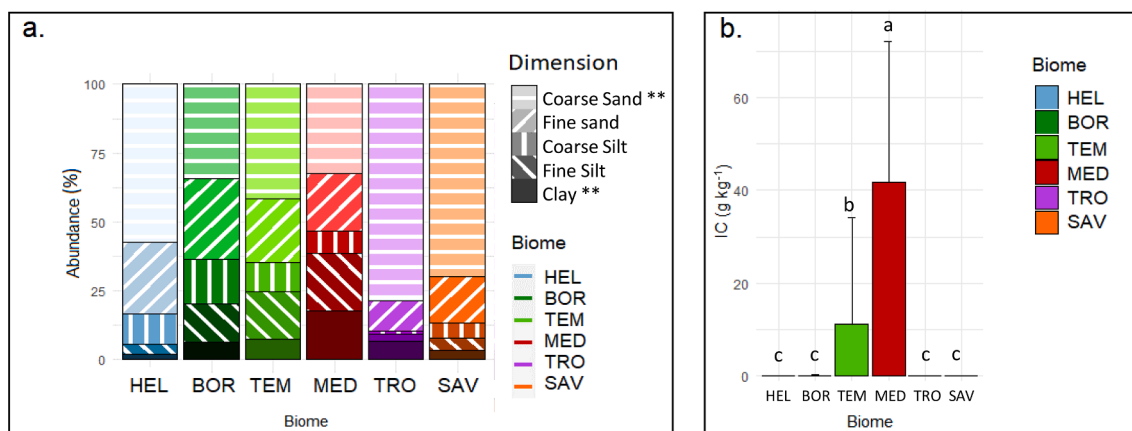 a.
Abundance (%)
100
75
50
25
0
HEL BOR TEM MED TRO SAV
Biome
Dimension
Coarse Sand **
Fine sand
Coarse Silt
Fine Silt
Clay **
Biome
HEL
BOR
TEM
MED
TRO
SAV
b.
IC (g kg⁻¹)
60
40
20
0
c c b a c c
HEL BOR TEM MED TRO SAV
Biome
Biome
HEL
BOR
TEM
MED
TRO
SAV